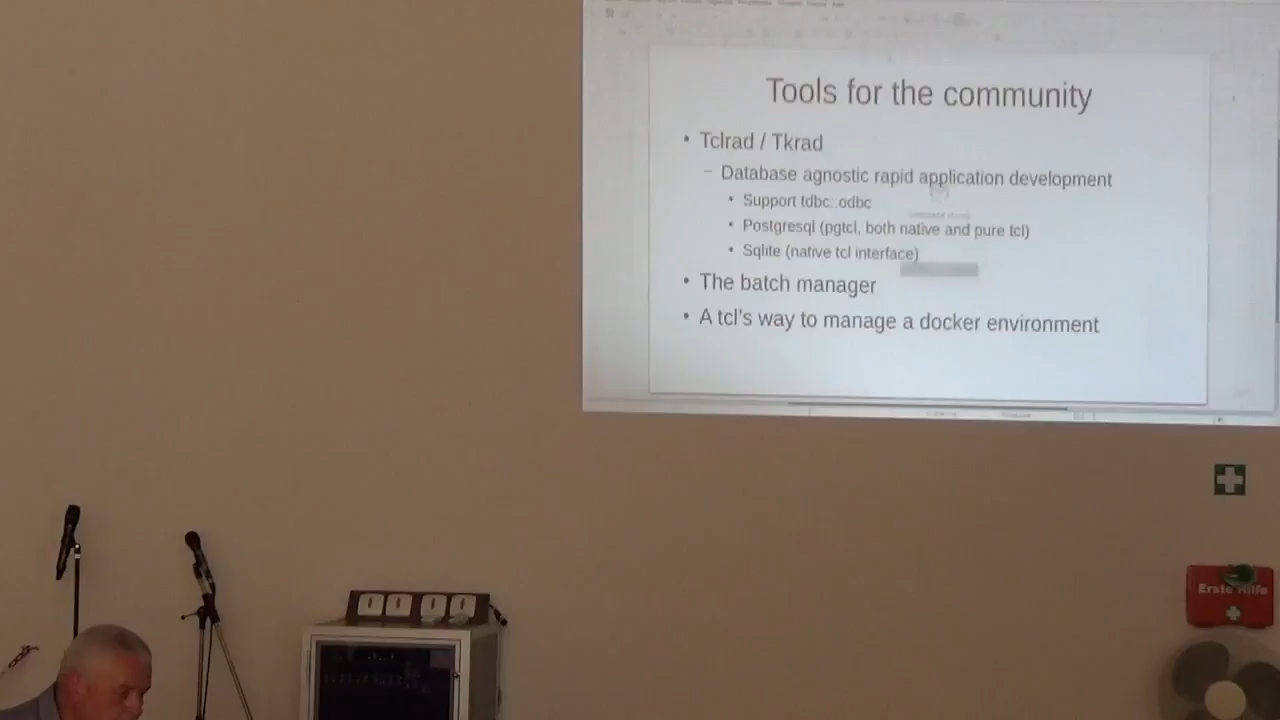 Tools for the community
• Tclrad / Tkrad
– Database agnostic rapid application development
• Support tdbc::odbc
• Postgresql (pgtcl, both native and pure tcl)
• Sqlite (native tcl interface)
• The batch manager
• A tcl's way to manage a docker environment
Erste Hilfe